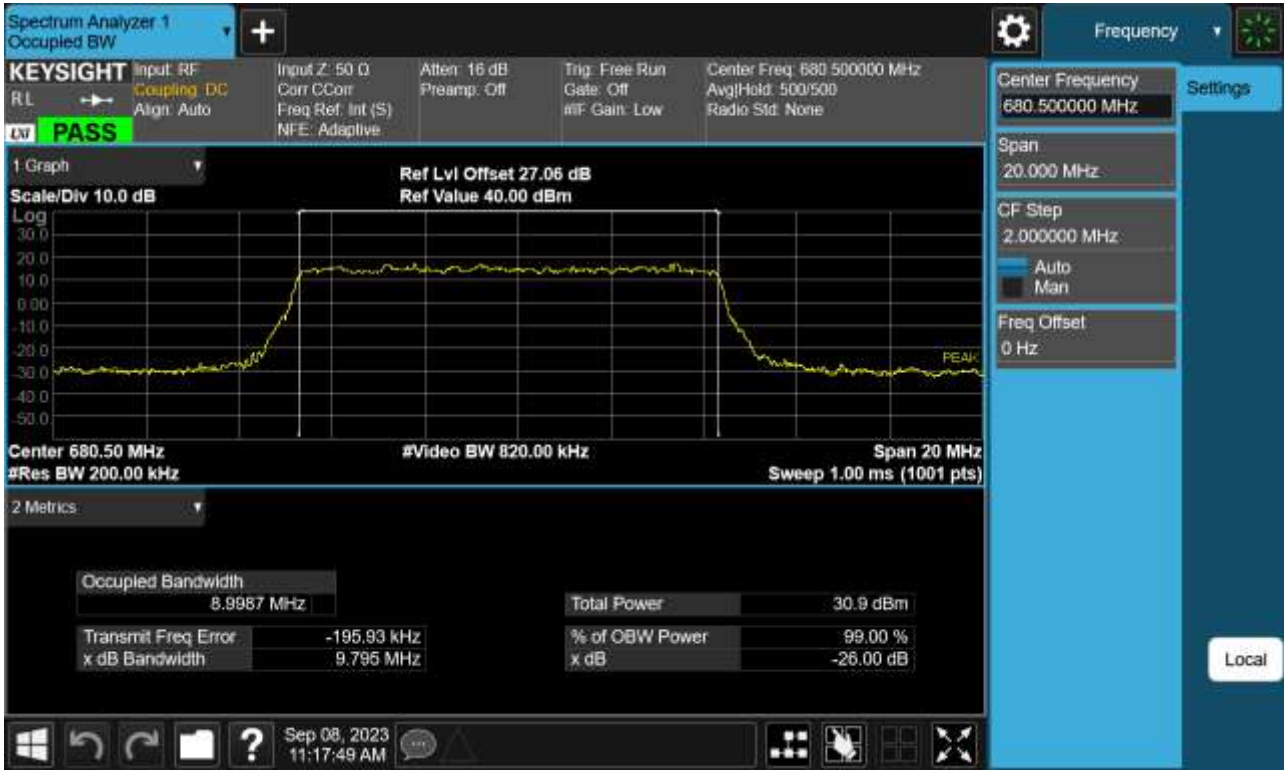 Spectrum Analyzer 1
Occupied BW
+
Frequency
KEYSIGHT
RL
LXI
PASS
Input: RF
Coupling: DC
Align: Auto
Input Z: 50 Ω
Corr CCorr
Freq Ref: Int (S)
NFE: Adaptive
Atten: 16 dB
Preamp: Off
Trig: Free Run
Gate: Off
#IF Gain: Low
Center Freq: 680.500000 MHz
Avg|Hold: 500/500
Radio Std: None
Center Frequency
680.500000 MHz
Settings
Span
20.000 MHz
CF Step
2.000000 MHz
Auto
Man
Freq Offset
0 Hz
Local
1 Graph
Scale/Div 10.0 dB
Ref Lvl Offset 27.06 dB
Ref Value 40.00 dBm
Log
30.0
20.0
10.0
0.00
-10.0
-20.0
-30.0
-40.0
-50.0
PEAK
Center 680.50 MHz
#Video BW 820.00 kHz
Span 20 MHz
#Res BW 200.00 kHz
Sweep 1.00 ms (1001 pts)
2 Metrics
Occupied Bandwidth
8.9987 MHz
Total Power 30.9 dBm
Transmit Freq Error -195.93 kHz
% of OBW Power 99.00 %
x dB Bandwidth 9.795 MHz
x dB -26.00 dB
?
Sep 08, 2023
11:17:49 AM